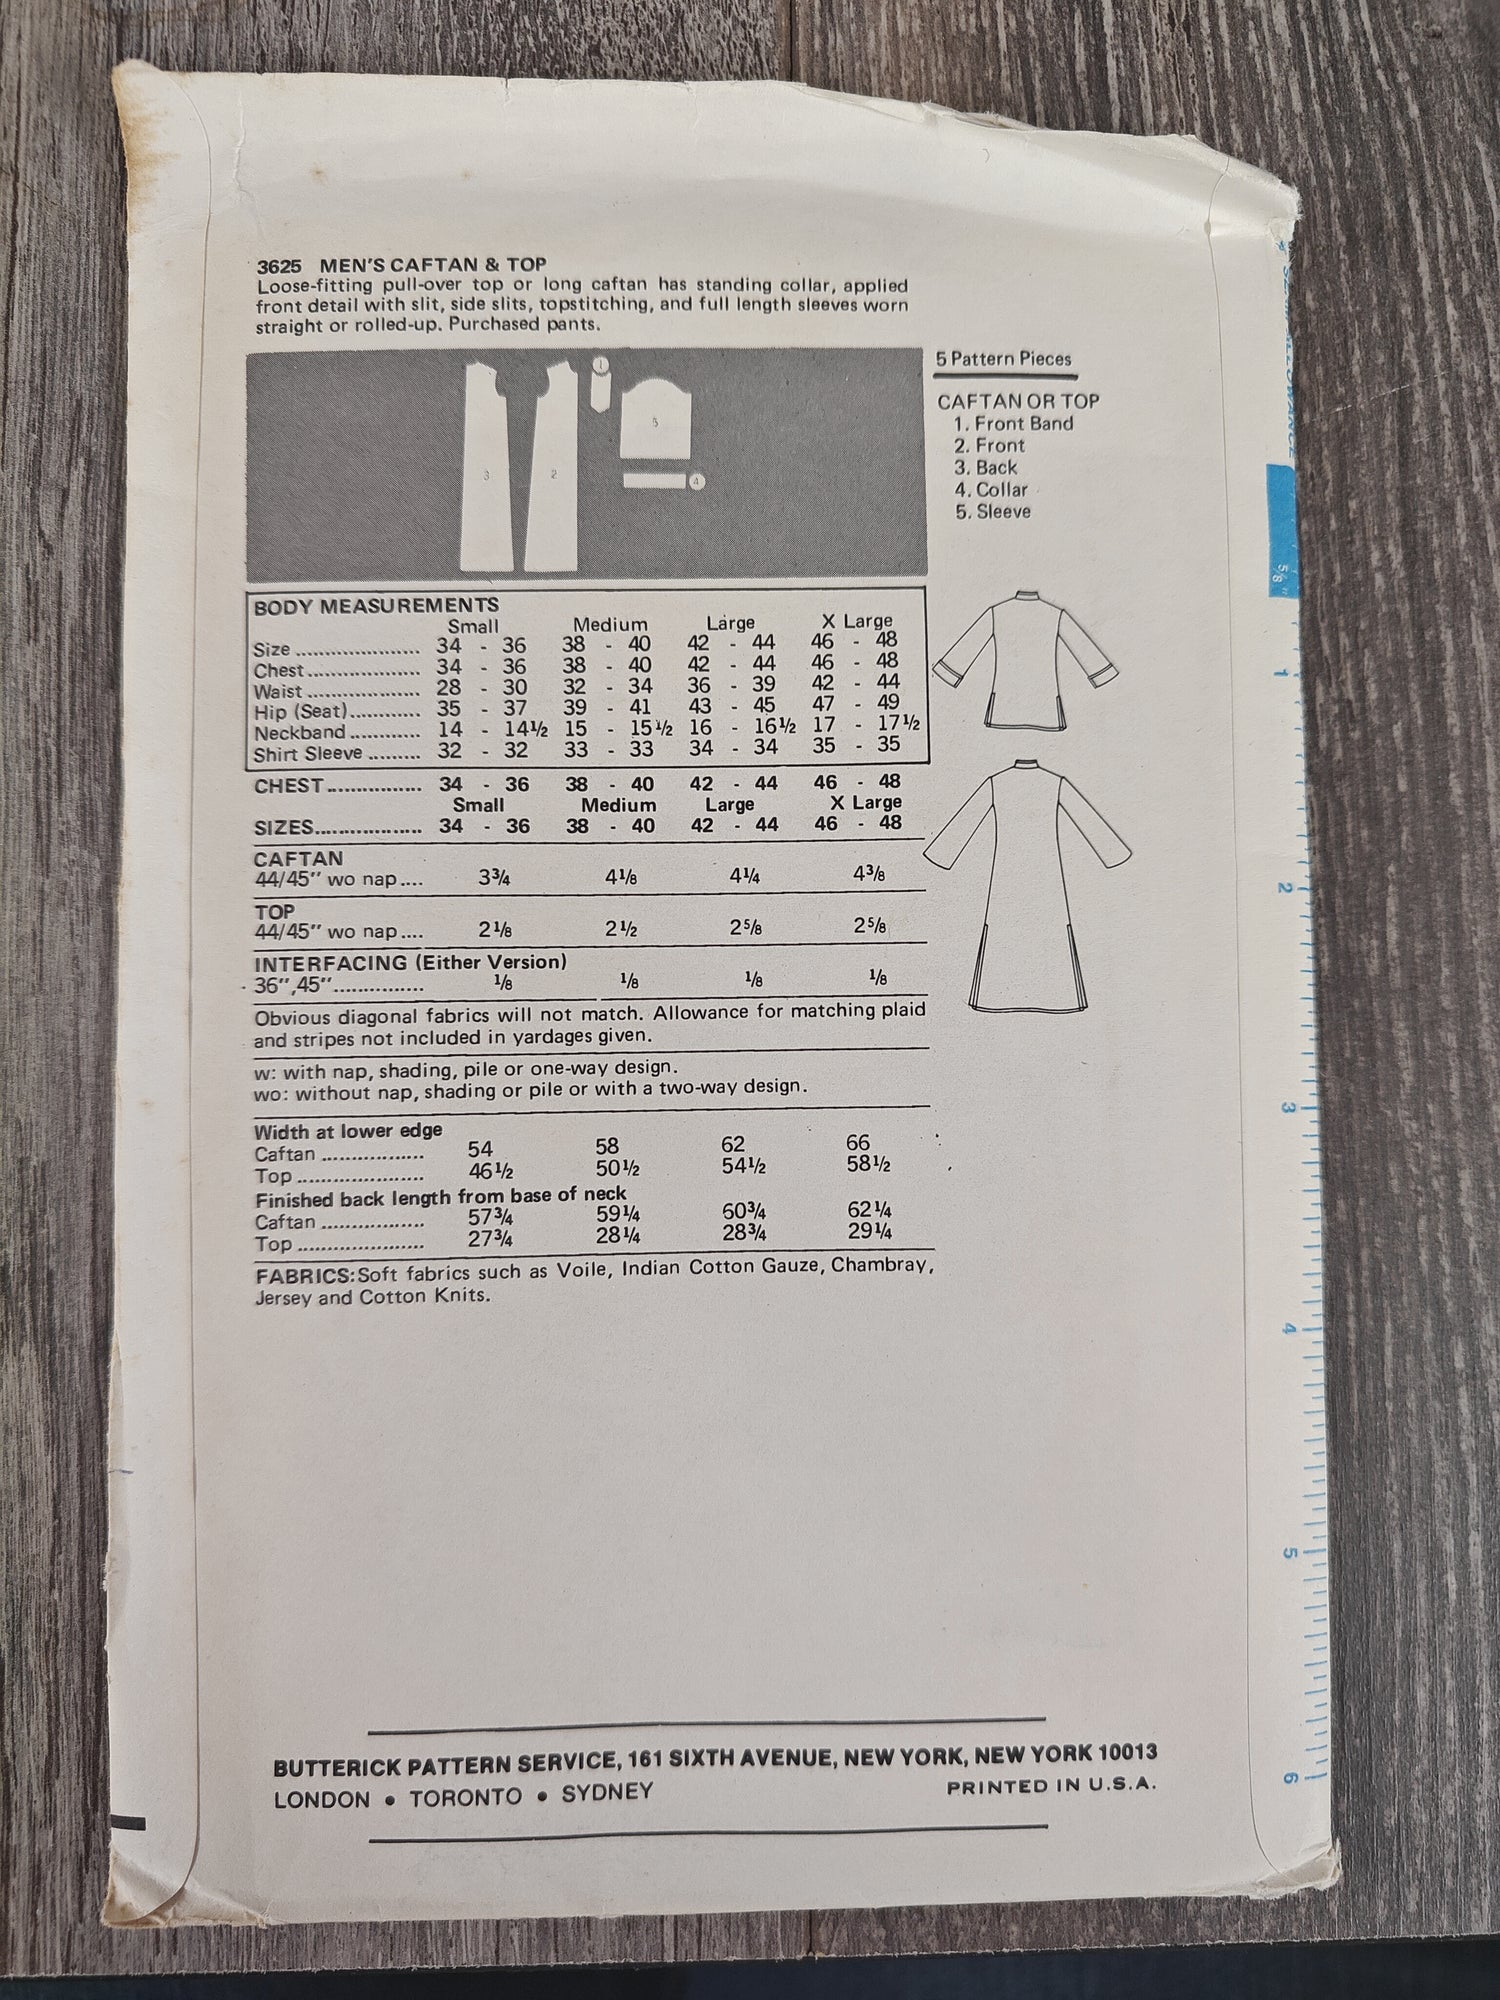 3625 MEN'S CAFTAN & TOP
Loose-fitting pull-over top or long caftan has standing collar, applied
front detail with slit, side slits, topstitching, and full length sleeves worn
straight or rolled-up. Purchased pants.
1
3 2 5
4
5 Pattern Pieces
CAFTAN OR TOP
1. Front Band
2. Front
3. Back
4. Collar
5. Sleeve
BODY MEASUREMENTS
Small Medium Large X Large
Size ..................... 34 - 36 38 - 40 42 - 44 46 - 48
Chest................... 34 - 36 38 - 40 42 - 44 46 - 48
Waist ................... 28 - 30 32 - 34 36 - 39 42 - 44
Hip (Seat)............ 35 - 37 39 - 41 43 - 45 47 - 49
Neckband ............ 14 - 14½ 15 - 15½ 16 - 16½ 17 - 17½
Shirt Sleeve ......... 32 - 32 33 - 33 34 - 34 35 - 35
CHEST................ 34 - 36 38 - 40 42 - 44 46 - 48
Small Medium Large X Large
SIZES.................. 34 - 36 38 - 40 42 - 44 46 - 48
CAFTAN
44/45" wo nap.... 3¾ 4⅛ 4¼ 4⅜
TOP
44/45" wo nap.... 2⅛ 2½ 2⅝ 2⅝
INTERFACING (Either Version)
36",45"............... ⅛ ⅛ ⅛ ⅛
Obvious diagonal fabrics will not match. Allowance for matching plaid
and stripes not included in yardages given.
w: with nap, shading, pile or one-way design.
wo: without nap, shading or pile or with a two-way design.
Width at lower edge
Caftan .................. 54 58 62 66
Top ...................... 46½ 50½ 54½ 58½
Finished back length from base of neck
Caftan .................. 57¾ 59¼ 60¾ 62¼
Top ...................... 27¾ 28¼ 28¾ 29¼
FABRICS:Soft fabrics such as Voile, Indian Cotton Gauze, Chambray,
Jersey and Cotton Knits.
BUTTERICK PATTERN SERVICE, 161 SIXTH AVENUE, NEW YORK, NEW YORK 10013
LONDON • TORONTO • SYDNEY PRINTED IN U.S.A.
5/8"
1
2
3
4
5
6